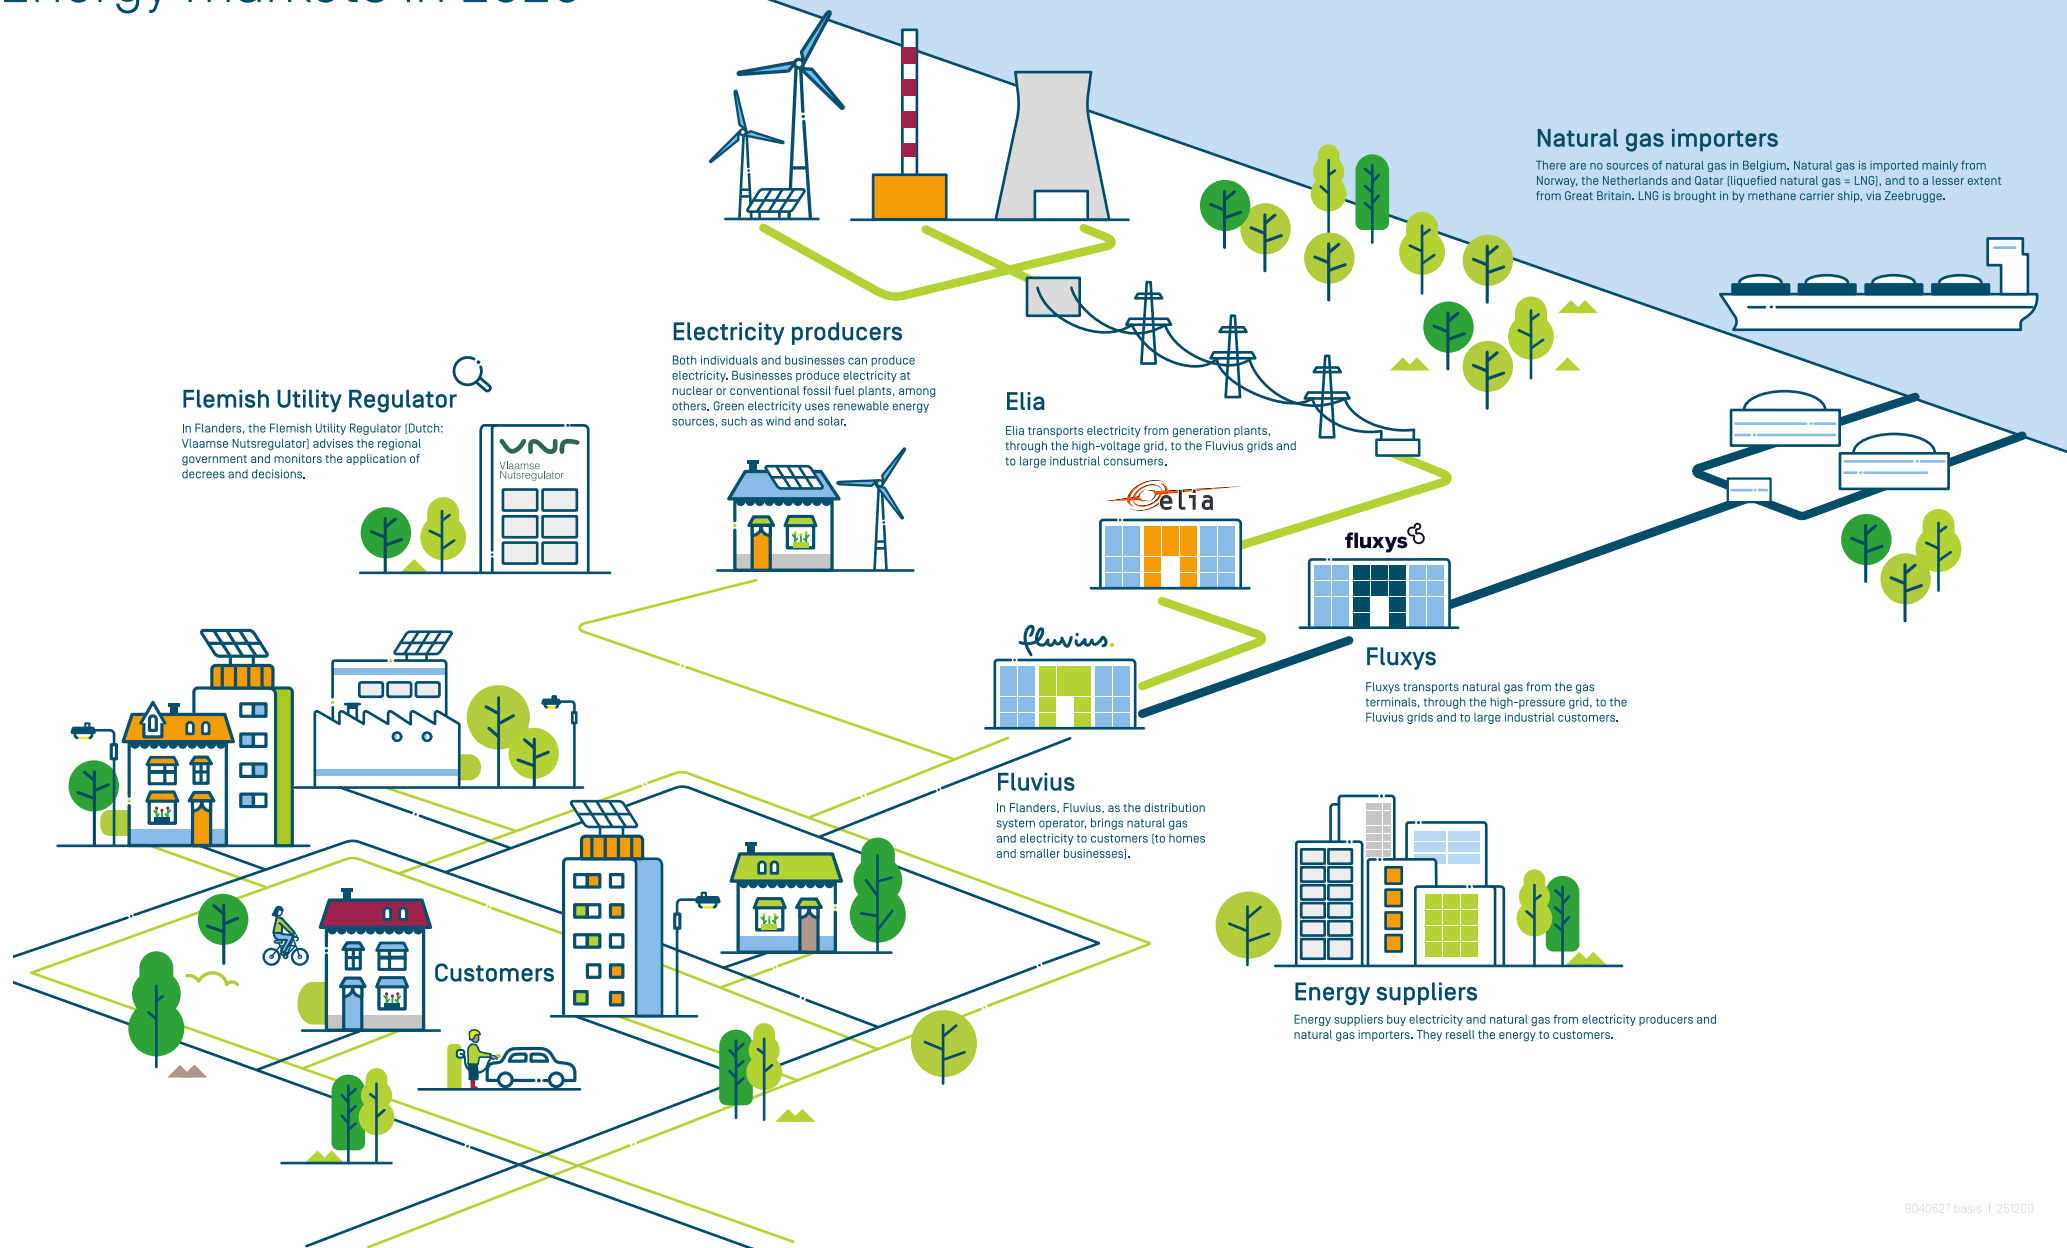 Energy markets in 2026
Natural gas importers
There are no sources of natural gas in Belgium. Natural gas is imported mainly from
Norway, the Netherlands and Qatar (liquefied natural gas = LNG), and to a lesser extent
from Great Britain. LNG is brought in by methane carrier ship, via Zeebrugge.
Electricity producers
Both individuals and businesses can produce
electricity. Businesses produce electricity at
nuclear or conventional fossil fuel plants, among
others. Green electricity uses renewable energy
sources, such as wind and solar.
Flemish Utility Regulator
In Flanders, the Flemish Utility Regulator (Dutch:
Vlaamse Nutsregulator) advises the regional
government and monitors the application of
decrees and decisions.
vnr
Vlaamse
Nutsregulator
Elia
Elia transports electricity from generation plants,
through the high-voltage grid, to the Fluvius grids and
to large industrial consumers.
elia
fluxys
fluvius.
Fluxys
Fluxys transports natural gas from the gas
terminals, through the high-pressure grid, to the
Fluvius grids and to large industrial customers.
Fluvius
In Flanders, Fluvius, as the distribution
system operator, brings natural gas
and electricity to customers (to homes
and smaller businesses).
Customers
Energy suppliers
Energy suppliers buy electricity and natural gas from electricity producers and
natural gas importers. They resell the energy to customers.
9040627 basis | 251200